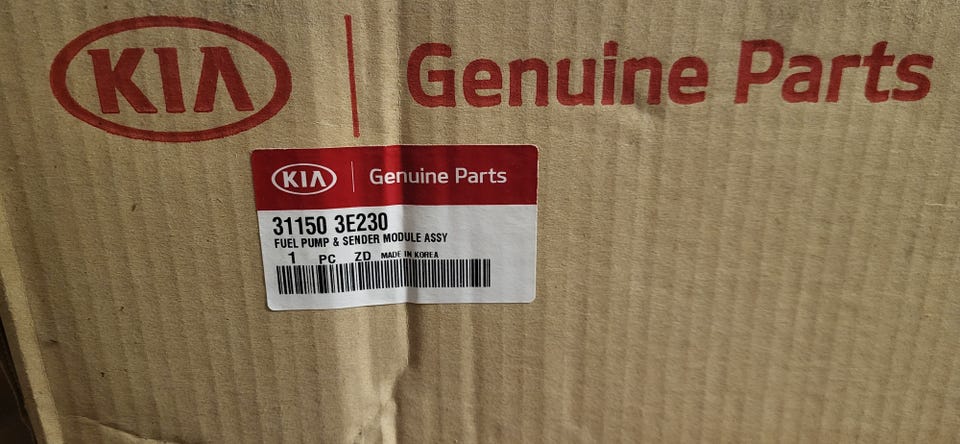 KIA Genuine Parts
KIA Genuine Parts
31150 3E230
FUEL PUMP & SENDER MODULE ASSY
1 PC ZD MADE IN KOREA